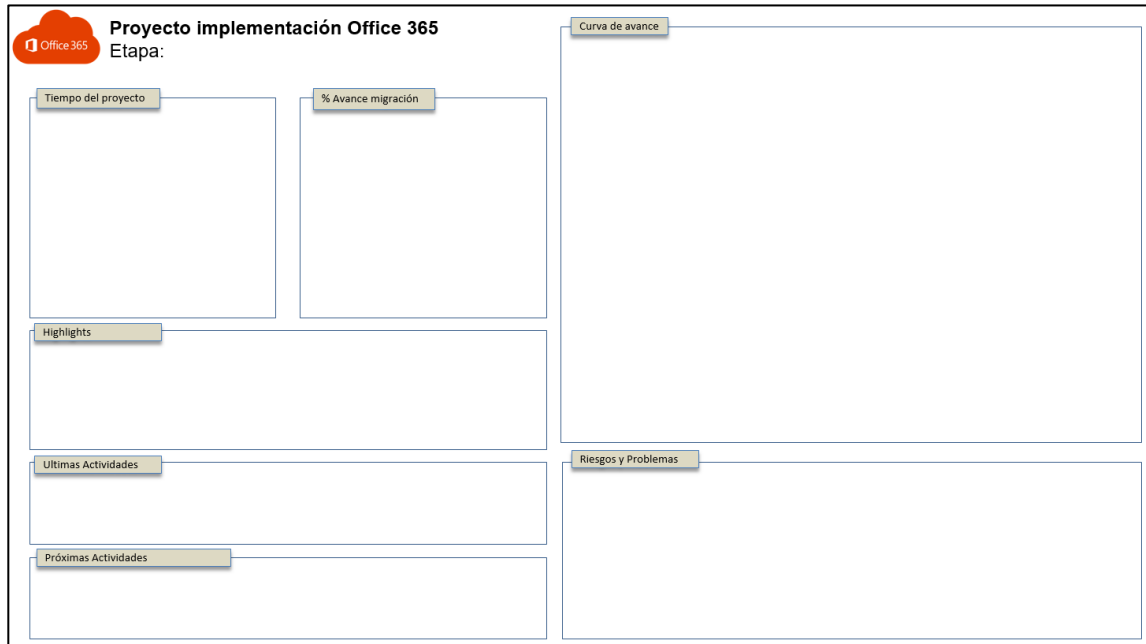 Office 365
Proyecto implementación Office 365
Etapa:
Tiempo del proyecto
% Avance migración
Highlights
Ultimas Actividades
Próximas Actividades
Curva de avance
Riesgos y Problemas